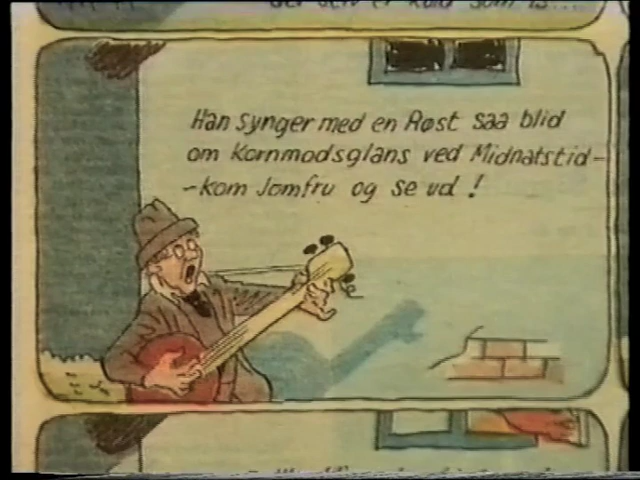 Han synger med en Røst saa blid
om Kornmodsglans ved Midnatstid-
-kom Jomfru og se ud!